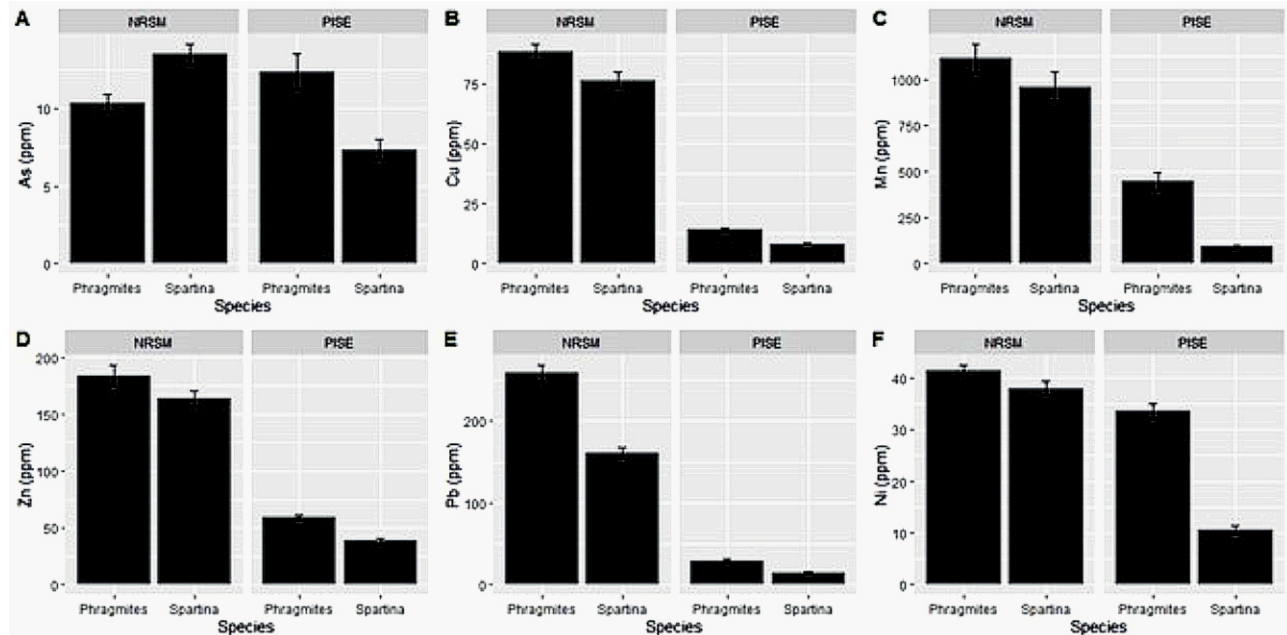 A
NRSM
PISE
As (ppm)
10
5
0
Phragmites
Spartina
Phragmites
Spartina
Species
B
NRSM
PISE
Cu (ppm)
75
50
25
0
Phragmites
Spartina
Phragmites
Spartina
Species
C
NRSM
PISE
Mn (ppm)
1000
750
500
250
0
Phragmites
Spartina
Phragmites
Spartina
Species
D
NRSM
PISE
Zn (ppm)
200
150
100
50
0
Phragmites
Spartina
Phragmites
Spartina
Species
E
NRSM
PISE
Pb (ppm)
200
100
0
Phragmites
Spartina
Phragmites
Spartina
Species
F
NRSM
PISE
Ni (ppm)
40
30
20
10
0
Phragmites
Spartina
Phragmites
Spartina
Species